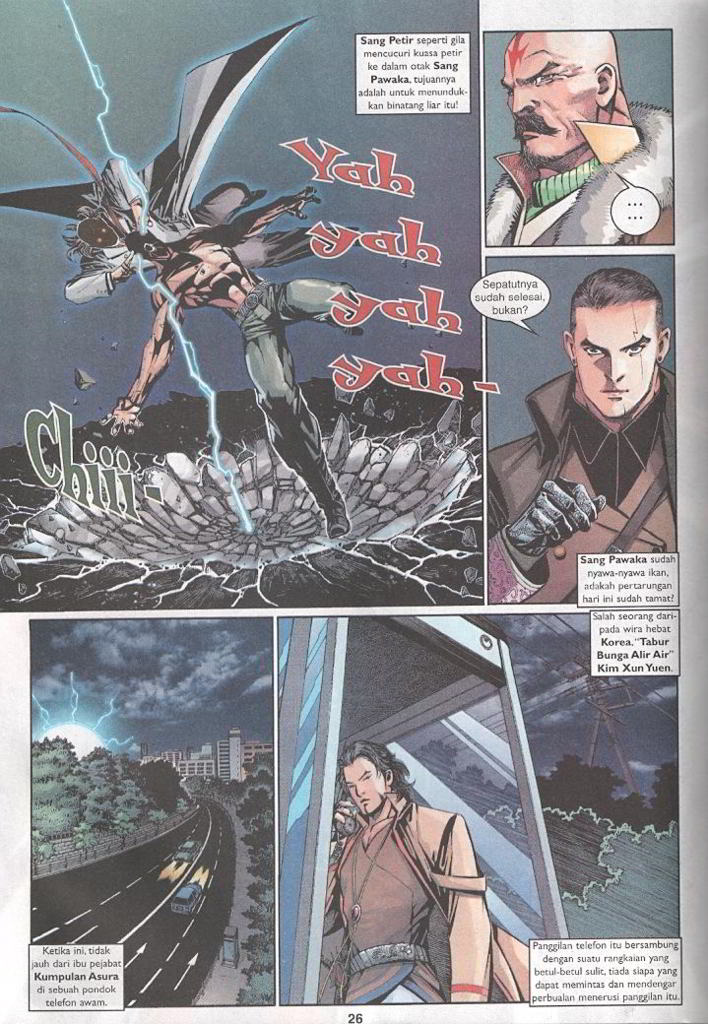 Sang Petir seperti gila
mencucuri kuasa petir
ke dalam otak Sang
Pawaka, tujuannya
adalah untuk menunduk-
kan binatang liar itu!
Yah
yah
yah
yah-
Chiii-
...
...
Sepatutnya
sudah selesai,
bukan?
Sang Pawaka sudah
nyawa-nyawa ikan,
adakah pertarungan
hari ini sudah tamat?
Ketika ini, tidak
jauh dari ibu pejabat
Kumpulan Asura
di sebuah pondok
telefon awam.
Salah seorang dari-
pada wira hebat
Korea, "Tabur
Bunga Alir Air"
Kim Xun Yuen.
Panggilan telefon itu bersambung
dengan suatu rangkaian yang
betul-betul sulit, tiada siapa yang
dapat memintas dan mendengar
perbualan menerusi panggilan itu.
26